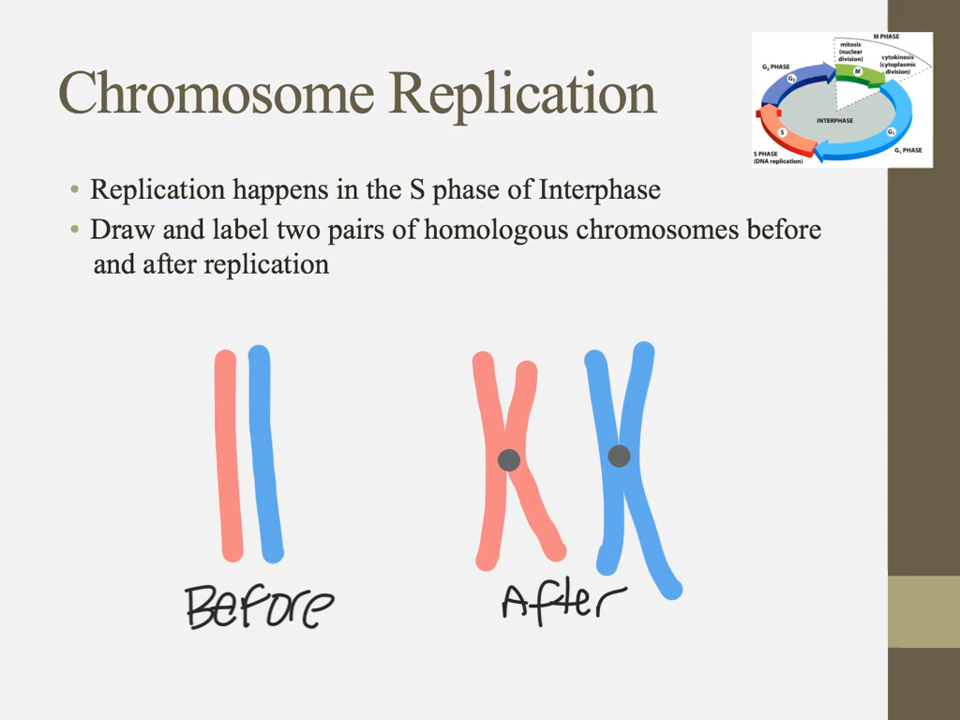 Chromosome Replication
M PHASE
mitosis
(nuclear
division)
cytokinesis
(cytoplasmic
division)
G₂ PHASE
G₂
M
INTERPHASE
S
G₁
G₁ PHASE
S PHASE
(DNA replication)
• Replication happens in the S phase of Interphase
• Draw and label two pairs of homologous chromosomes before
and after replication
Before
After